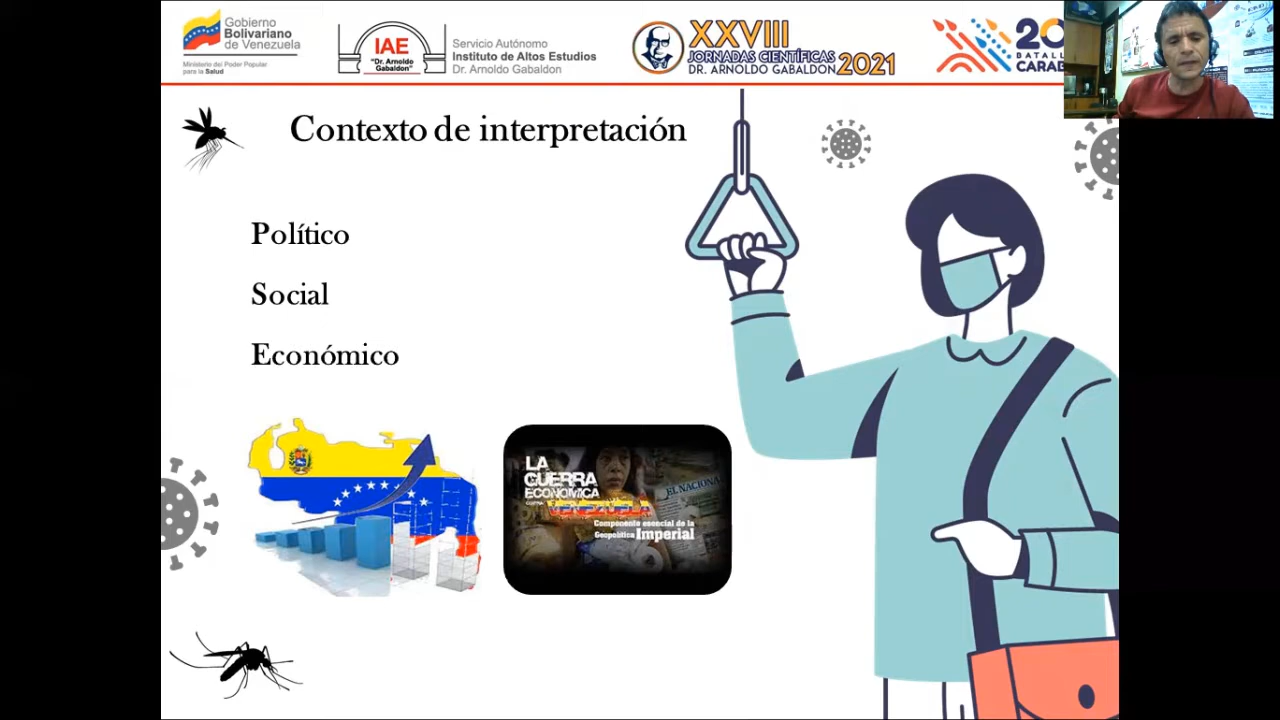 Gobierno
Bolivariano
de Venezuela
Ministerio del Poder Popular
para la Salud
IAE
"Dr. Arnoldo
Gabaldon"
Servicio Autónomo
Instituto de Altos Estudios
Dr. Arnoldo Gabaldon
XXVIII
JORNADAS CIENTÍFICAS
DR. ARNOLDO GABALDON 2021
20
BATALL
CARAB
Contexto de interpretación
Político
Social
Económico
LA
GUERRA
ECONOMICA
VENEZUELA
EL NACIONA
Componente esencial de la
Geopolítica Imperial